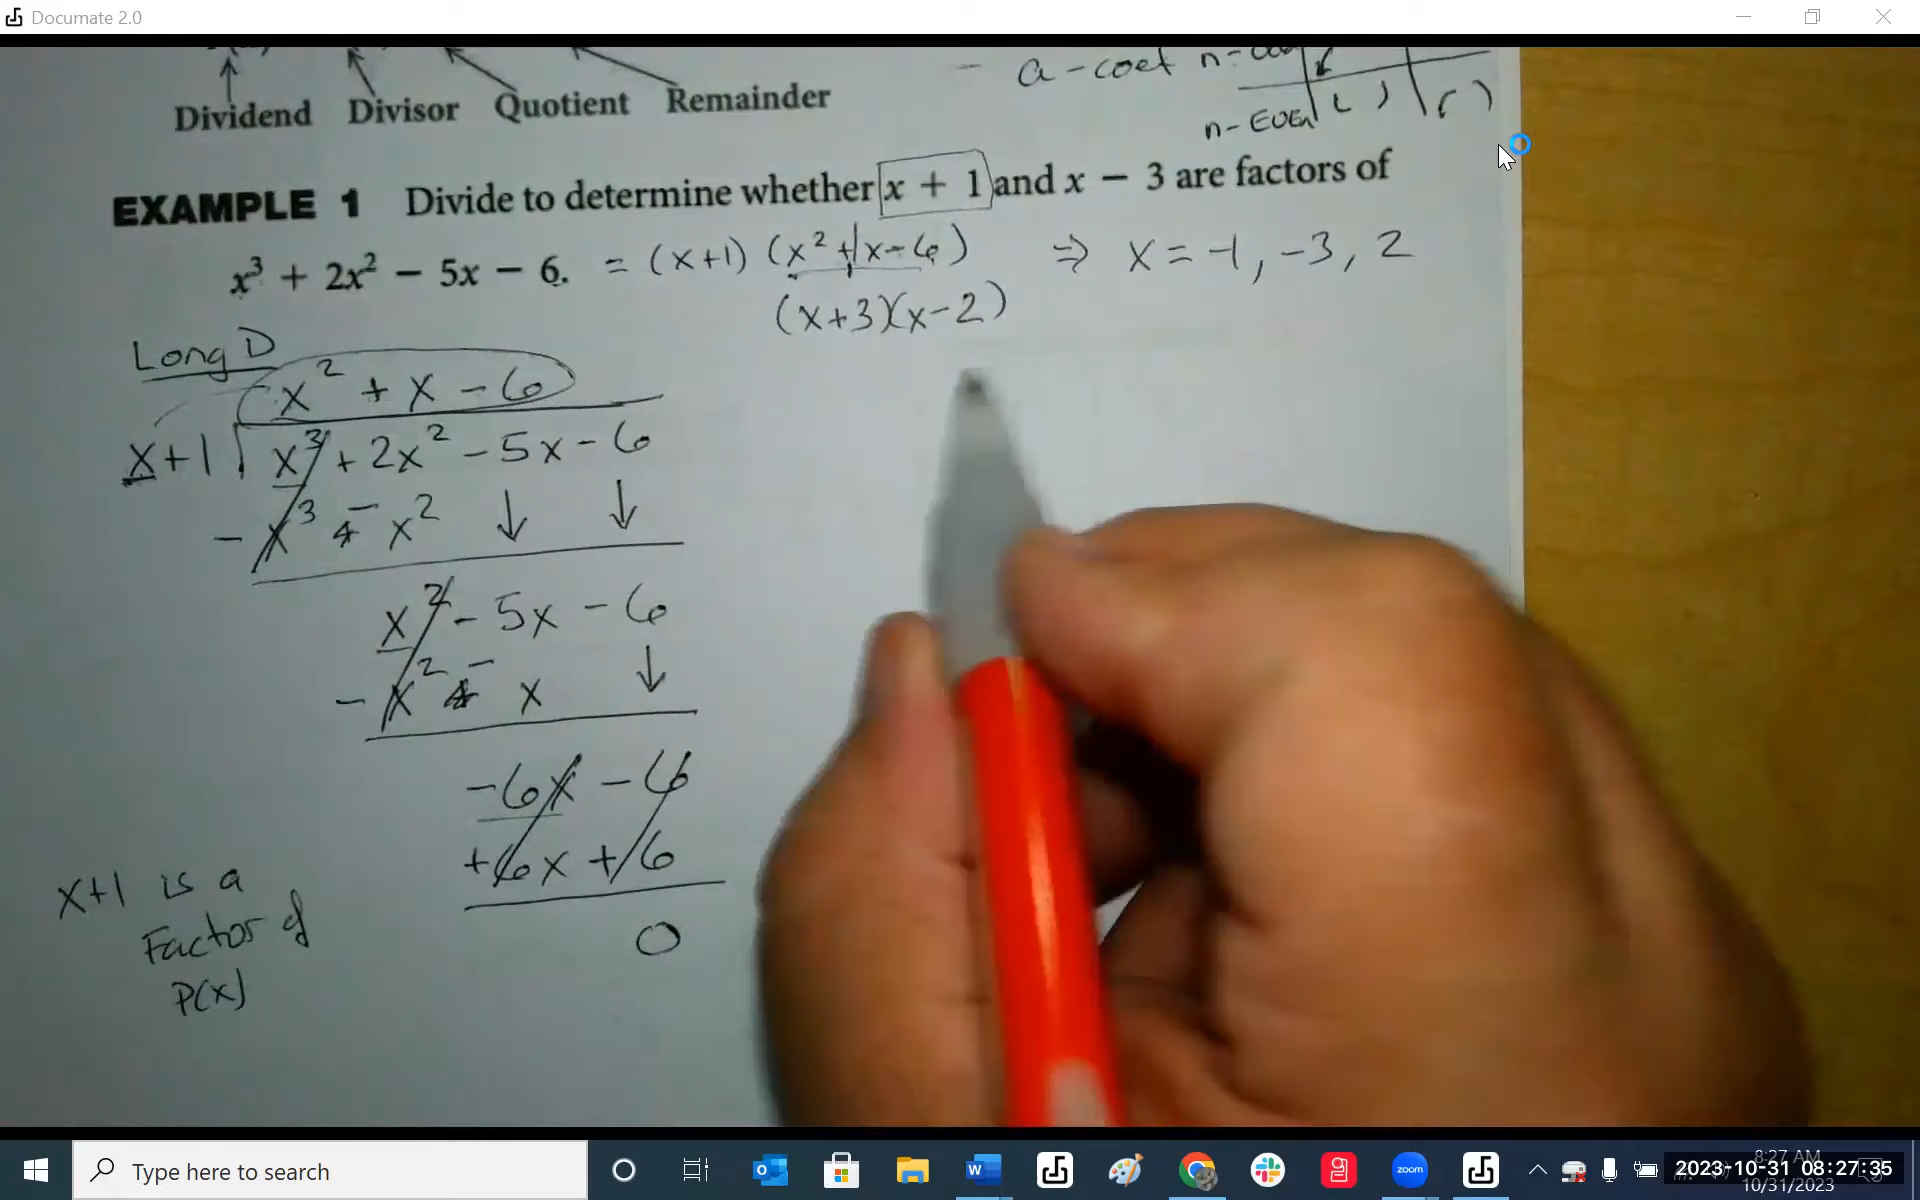 Documate 2.0
a - coef n -
Dividend Divisor Quotient Remainder
n - EVEN ( ) ( )
EXAMPLE 1 Divide to determine whether x + 1 and x − 3 are factors of
x³ + 2x² − 5x − 6. = (x+1) (x² + 1x - 6) ⇒ x = -1, -3, 2
(x+3)(x-2)
Long D
x² + x - 6
x+1 x³ + 2x² - 5x - 6
- x³ + - x² ↓ ↓
x² - 5x - 6
- x² + - x ↓
-6x - 6
+6x + 6
0
x+1 is a
Factor of
P(x)
Type here to search
zoom
8:27 AM
2023-10-31 08:27:35
10/31/2023